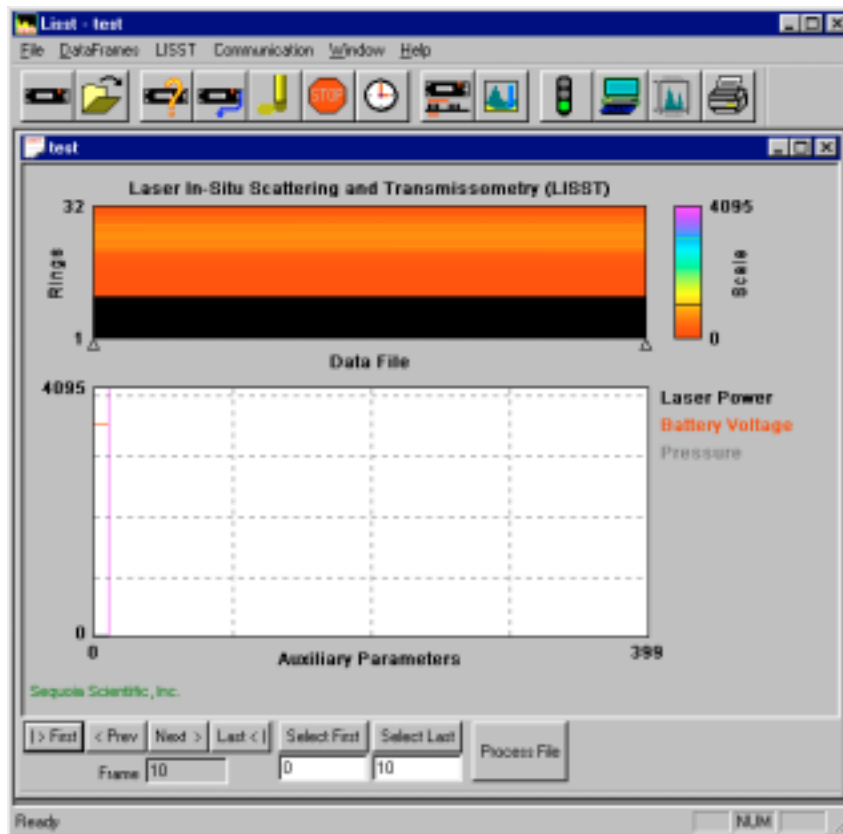 Lisst - test
File DataFrames LISST Communication Window Help
STOP
test
Laser In-Situ Scattering and Transmissometry (LISST)
32
4095
Rings
Scale
1
0
Data File
4095
Laser Power
Battery Voltage
Pressure
0
0
Auxiliary Parameters
399
Sequoia Scientific, Inc.
|> First < Prev Next > Last <| Select First Select Last Process File
Frame 10 0 10
Ready NUM